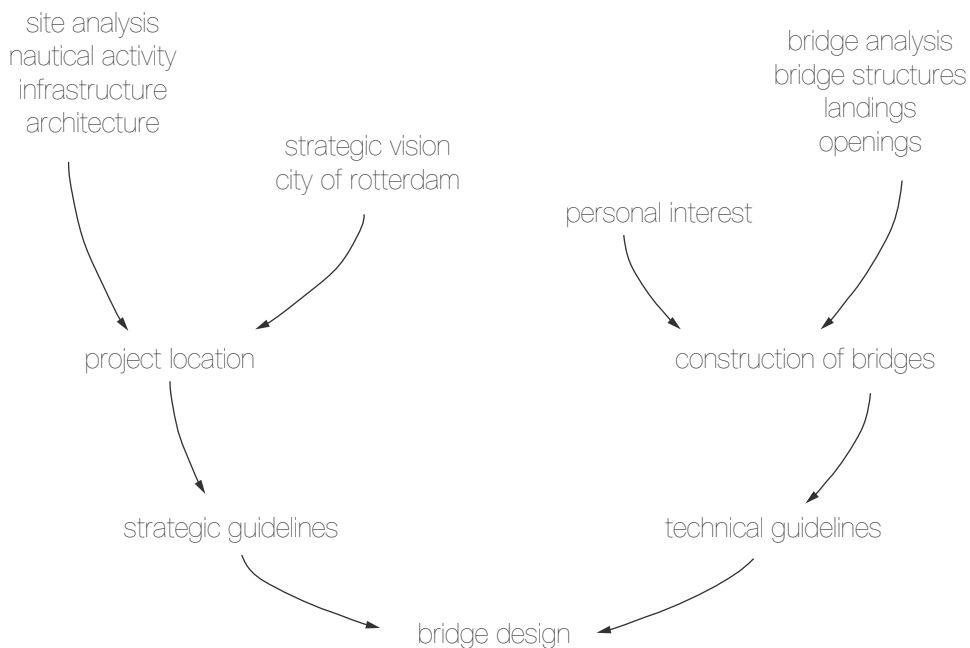 site analysis
nautical activity
infrastructure
architecture
strategic vision
city of rotterdam
bridge analysis
bridge structures
landings
openings
personal interest
project location
construction of bridges
strategic guidelines
technical guidelines
bridge design